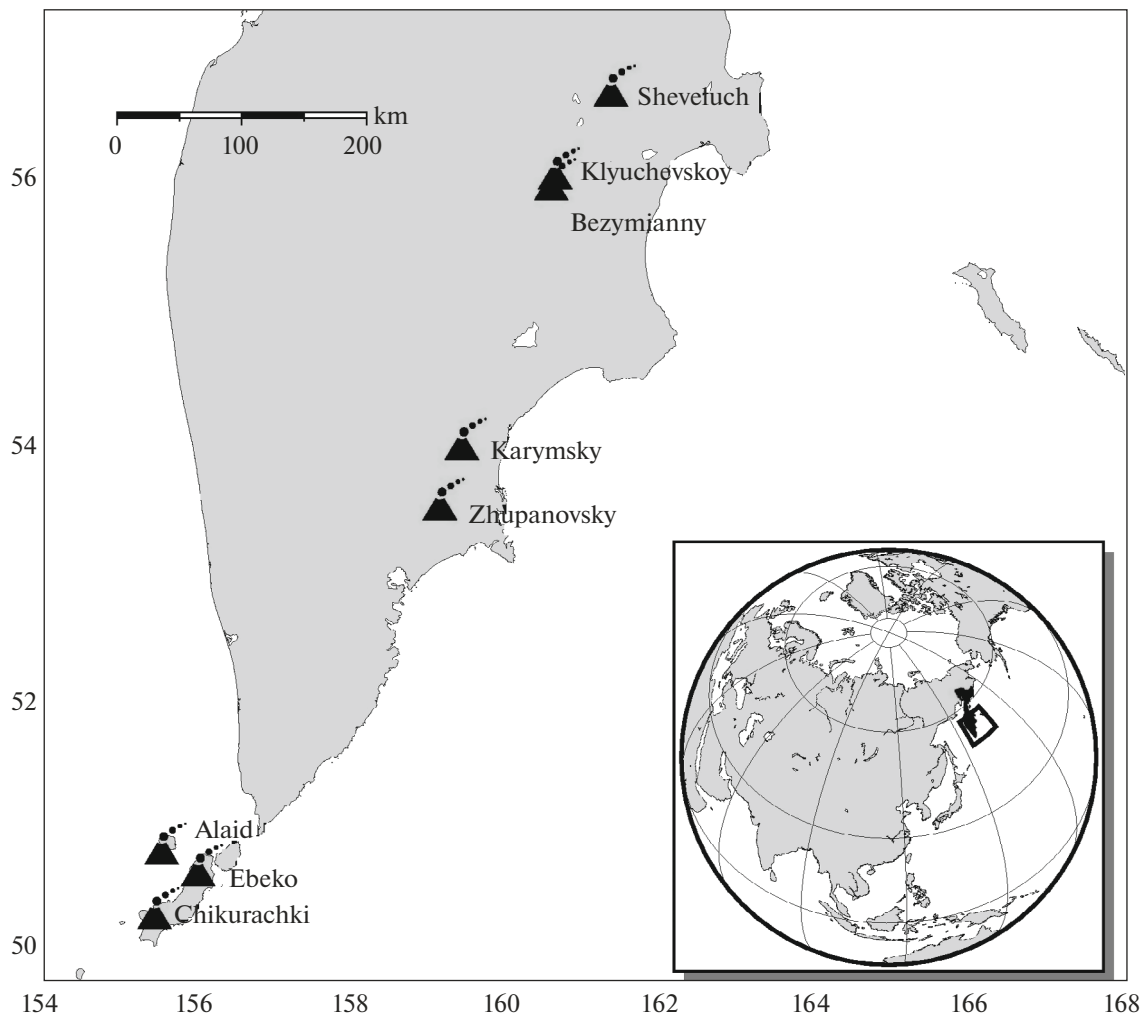 Sheveluch
km
0 100 200
56
Klyuchevskoy
Bezymianny
54
Karymsky
Zhupanovsky
52
Alaid
Ebeko
Chikurachki
50
154 156 158 160 162 164 166 168